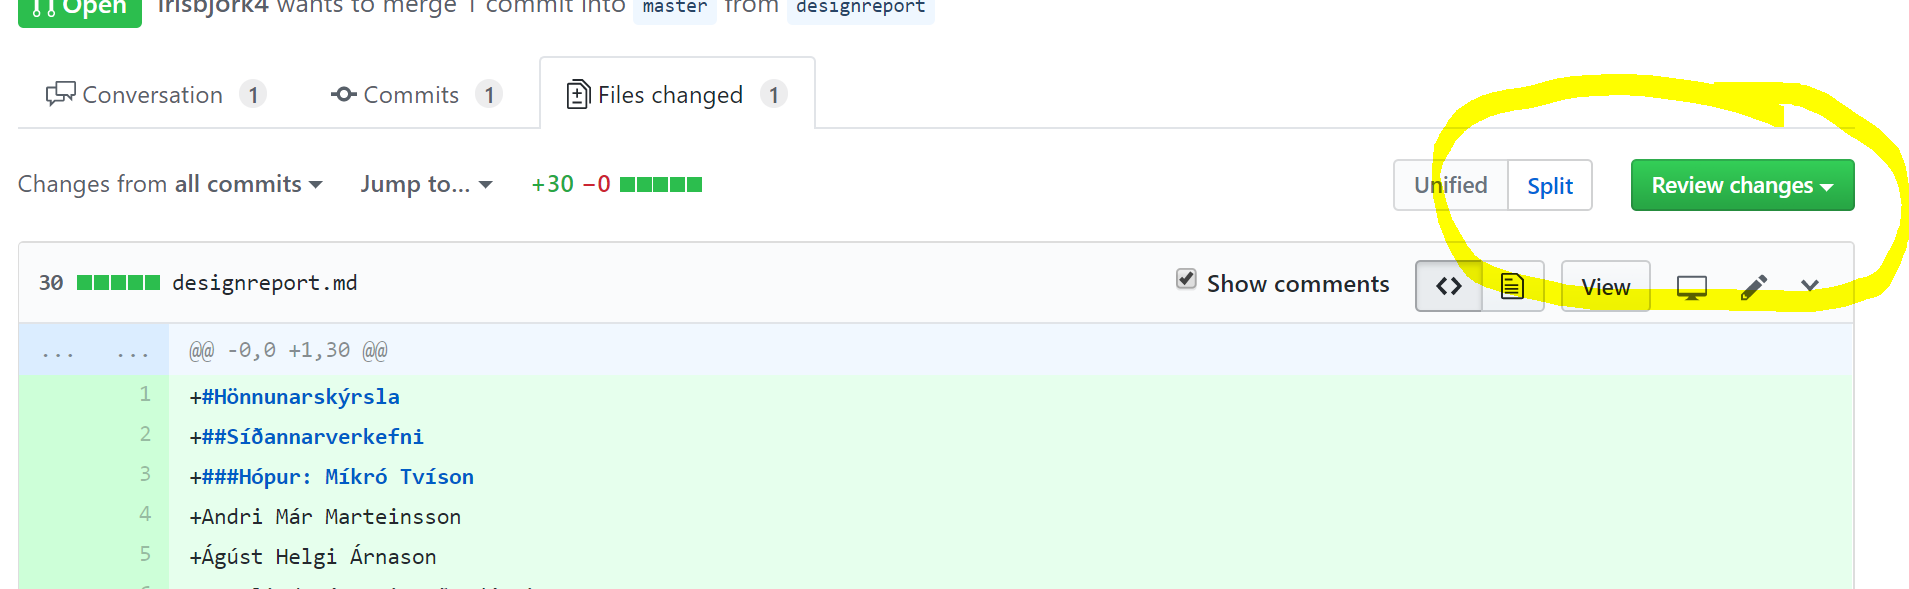 Open irisbjork4 wants to merge 1 commit into master from designreport
Conversation 1 Commits 1 Files changed 1
Changes from all commits Jump to... +30 −0 Unified Split Review changes
30 designreport.md Show comments <> View
... ... @@ -0,0 +1,30 @@
1 +#Hönnunarskýrsla
2 +##Síðannarverkefni
3 +###Hópur: Míkró Tvíson
4 +Andri Már Marteinsson
5 +Ágúst Helgi Árnason